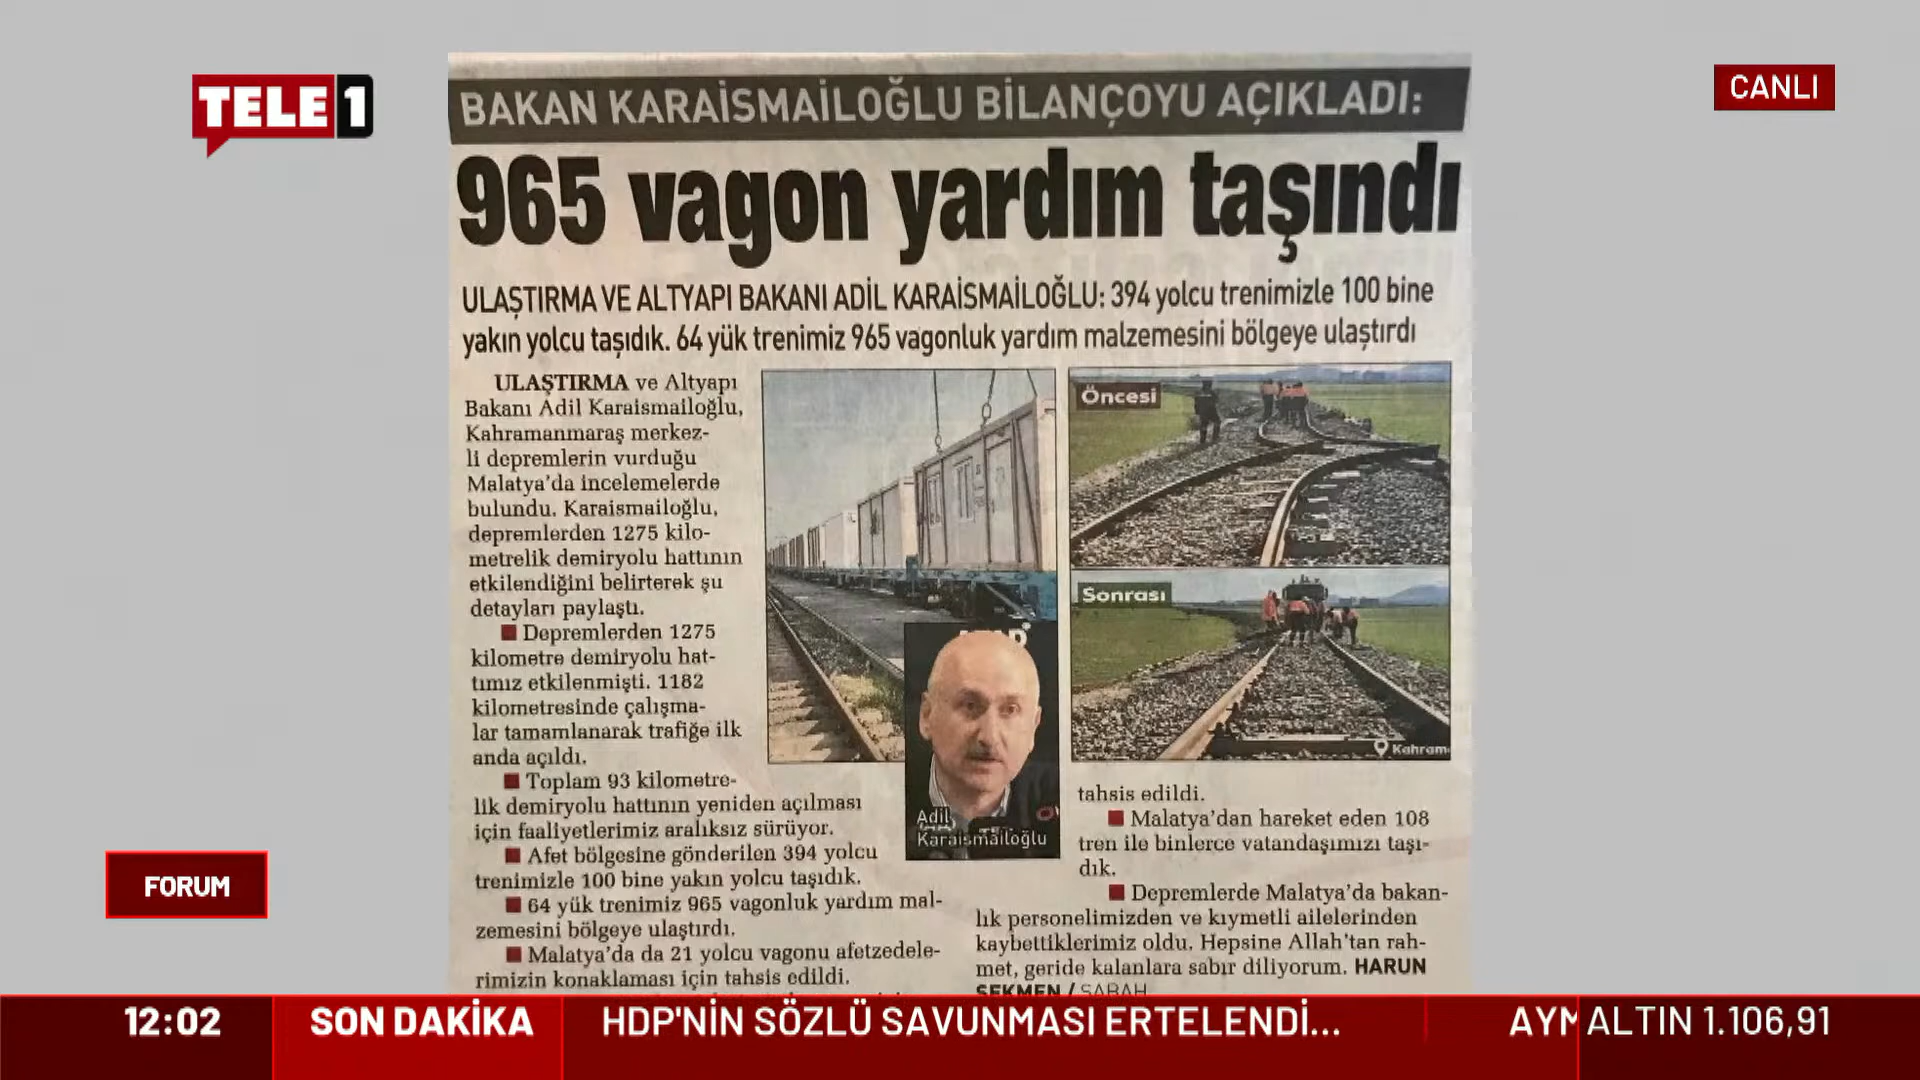 TELE 1
CANLI
BAKAN KARAİSMAİLOĞLU BİLANÇOYU AÇIKLADI:
965 vagon yardım taşındı
ULAŞTIRMA VE ALTYAPI BAKANI ADİL KARAİSMAİLOĞLU: 394 yolcu trenimizle 100 bine
yakın yolcu taşıdık. 64 yük trenimiz 965 vagonluk yardım malzemesini bölgeye ulaştırdı
ULAŞTIRMA ve Altyapı
Bakanı Adil Karaismailoğlu,
Kahramanmaraş merkez-
li depremlerin vurduğu
Malatya'da incelemelerde
bulundu. Karaismailoğlu,
depremlerden 1275 kilo-
metrelik demiryolu hattının
etkilendiğini belirterek şu
detayları paylaştı.
■ Depremlerden 1275
kilometre demiryolu hat-
tımız etkilenmişti. 1182
kilometresinde çalışma-
lar tamamlanarak trafiğe ilk
anda açıldı.
■ Toplam 93 kilometre-
lik demiryolu hattının yeniden açılması
için faaliyetlerimiz aralıksız sürüyor.
■ Afet bölgesine gönderilen 394 yolcu
trenimizle 100 bine yakın yolcu taşıdık.
■ 64 yük trenimiz 965 vagonluk yardım mal-
zemesini bölgeye ulaştırdı.
■ Malatya'da da 21 yolcu vagonu afetzedele-
rimizin konaklaması için tahsis edildi.
Öncesi
Sonrası
Kahram
Adil
Karaismailoğlu
tahsis edildi.
■ Malatya'dan hareket eden 108
tren ile binlerce vatandaşımızı taşı-
dık.
■ Depremlerde Malatya'da bakan-
lık personelimizden ve kıymetli ailelerinden
kaybettiklerimiz oldu. Hepsine Allah'tan rah-
met, geride kalanlara sabır diliyorum. HARUN
SEKMEN / SABAH
FORUM
12:02 SON DAKİKA HDP'NİN SÖZLÜ SAVUNMASI ERTELENDİ... AYM ALTIN 1.106,91